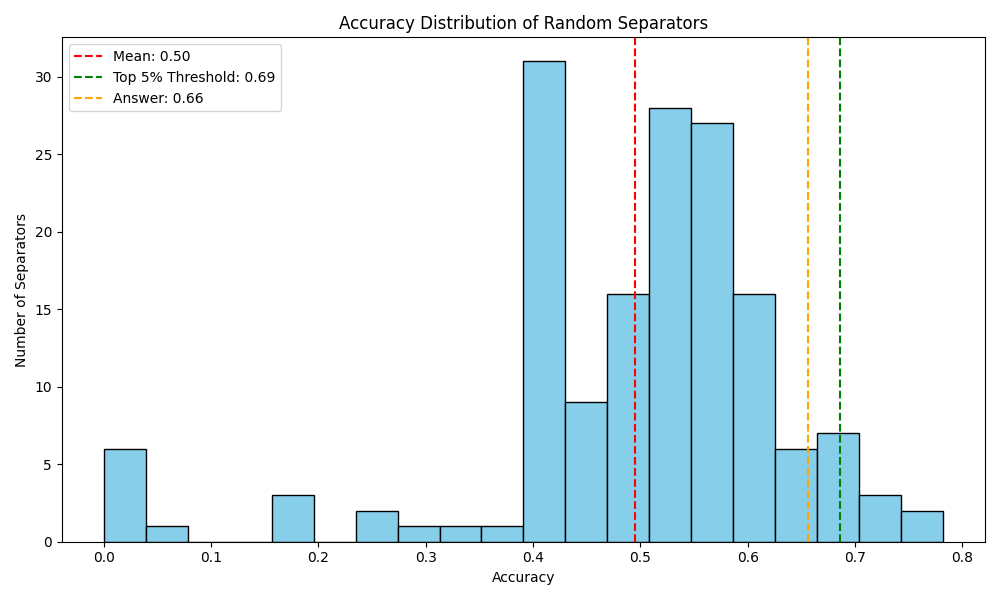 Accuracy Distribution of Random Separators
Mean: 0.50
Top 5% Threshold: 0.69
Answer: 0.66
Number of Separators
30
25
20
15
10
5
0
0.0 0.1 0.2 0.3 0.4 0.5 0.6 0.7 0.8
Accuracy